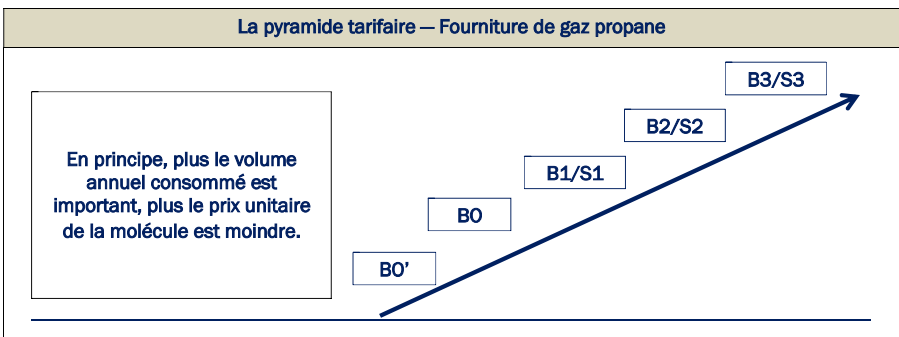 La pyramide tarifaire — Fourniture de gaz propane
En principe, plus le volume
annuel consommé est
important, plus le prix unitaire
de la molécule est moindre.
B3/S3
B2/S2
B1/S1
B0
B0’